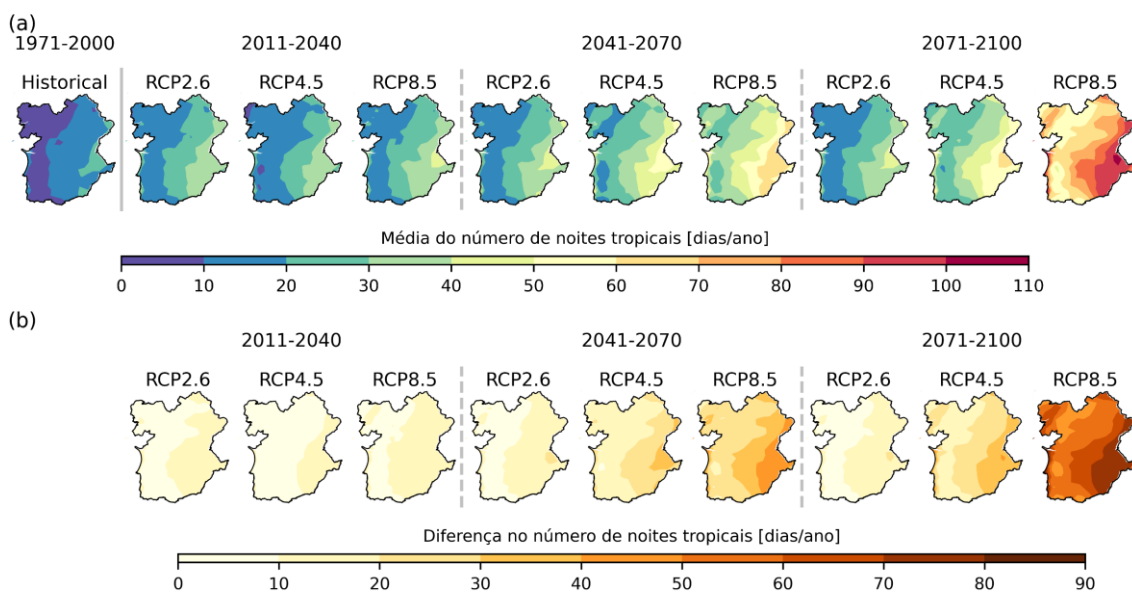 (a)
1971-2000 2011-2040 2041-2070 2071-2100
Historical RCP2.6 RCP4.5 RCP8.5 RCP2.6 RCP4.5 RCP8.5 RCP2.6 RCP4.5 RCP8.5
Média do número de noites tropicais [dias/ano]
0 10 20 30 40 50 60 70 80 90 100 110
(b)
2011-2040 2041-2070 2071-2100
RCP2.6 RCP4.5 RCP8.5 RCP2.6 RCP4.5 RCP8.5 RCP2.6 RCP4.5 RCP8.5
Diferença no número de noites tropicais [dias/ano]
0 10 20 30 40 50 60 70 80 90